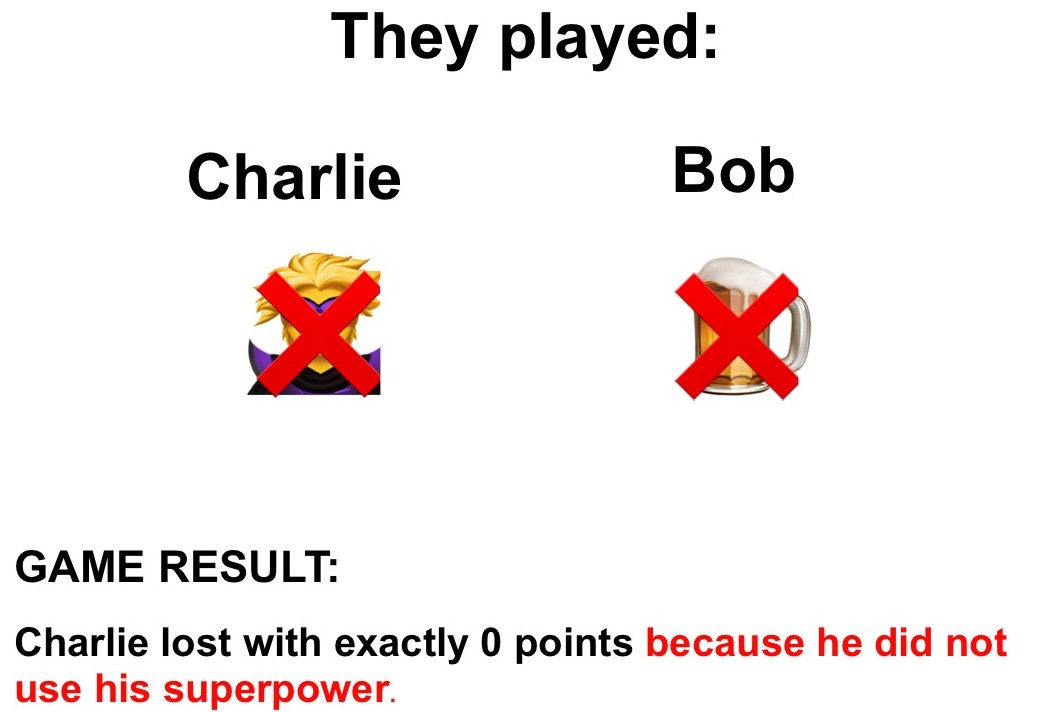 They played:
Charlie
Bob
GAME RESULT:
Charlie lost with exactly 0 points because he did not
use his superpower.